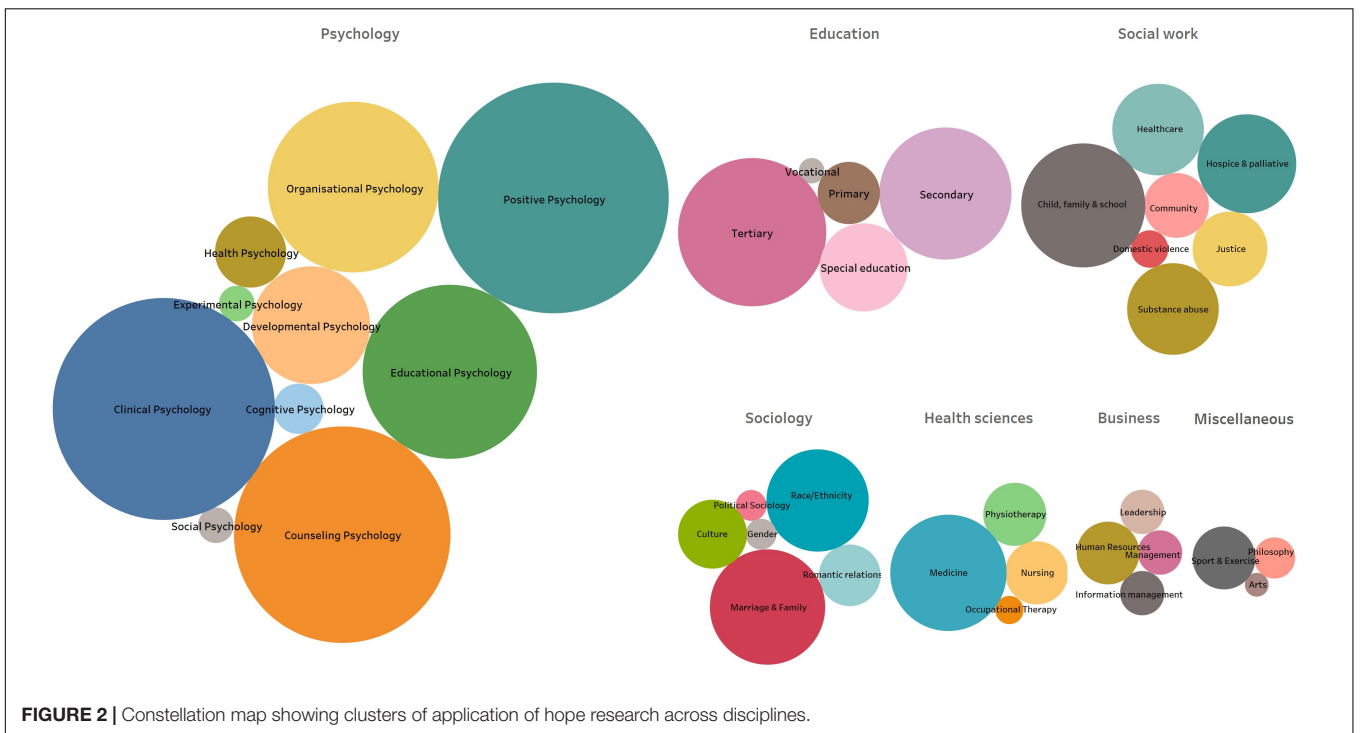 Psychology
Education
Social work
Organisational Psychology
Positive Psychology
Health Psychology
Experimental Psychology
Developmental Psychology
Educational Psychology
Clinical Psychology
Cognitive Psychology
Social Psychology
Counseling Psychology
Vocational
Primary
Secondary
Tertiary
Special education
Healthcare
Hospice & palliative
Child, family & school
Community
Domestic violence
Justice
Substance abuse
Sociology
Health sciences
Business
Miscellaneous
Race/Ethnicity
Political Sociology
Culture
Gender
Romantic relations
Marriage & Family
Physiotherapy
Medicine
Nursing
Occupational Therapy
Leadership
Human Resources
Management
Information management
Sport & Exercise
Philosophy
Arts
FIGURE 2 | Constellation map showing clusters of application of hope research across disciplines.